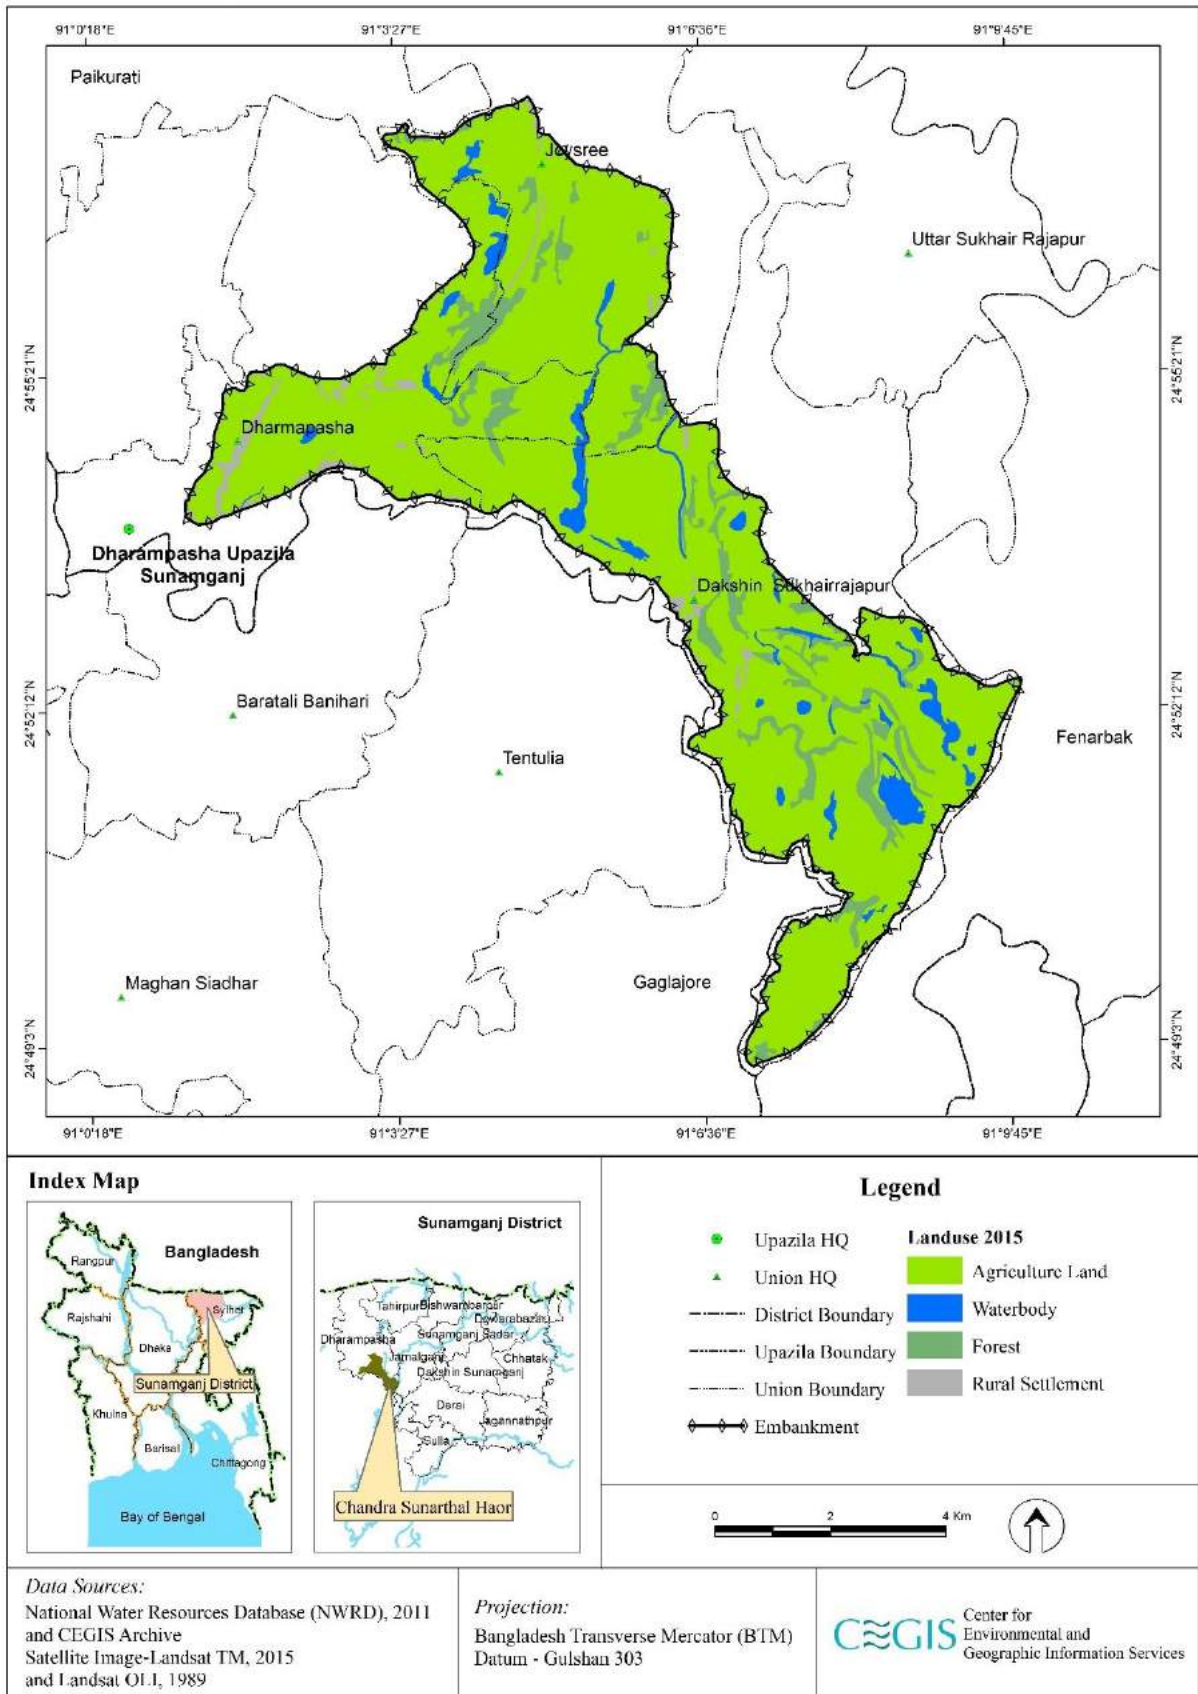 91°0'18"E
91°3'27"E
91°6'36"E
91°9'45"E
Paikurati
Joysree
Uttar Sukhair Rajapur
24°55'21"N
24°55'21"N
Dharmapasha
Dharampasha Upazila
Sunamganj
Dakshin Sukhairrajapur
24°52'12"N
24°52'12"N
Baratali Banihari
Fenarbak
Tentulia
Maghan Siadhar
Gaglajore
24°49'3"N
24°49'3"N
91°0'18"E
91°3'27"E
91°6'36"E
91°9'45"E
Index Map
Bangladesh
Rangpur
Rajshahi
Sylhet
Dhaka
Sunamganj District
Khulna
Barisal
Chittagong
Bay of Bengal
Sunamganj District
Tahirpur
Bishwambarpur
Dowarabazar
Dharampasha
Sunamganj Sadar
Jamalganj
Chhatak
Dakshin Sunamganj
Derai
Jagannathpur
Sulla
Chandra Sunarthal Haor
Legend
Upazila HQ
Union HQ
District Boundary
Upazila Boundary
Union Boundary
Embankment
Landuse 2015
Agriculture Land
Waterbody
Forest
Rural Settlement
0 2 4 Km
Data Sources:
National Water Resources Database (NWRD), 2011
and CEGIS Archive
Satellite Image-Landsat TM, 2015
and Landsat OLI, 1989
Projection:
Bangladesh Transverse Mercator (BTM)
Datum - Gulshan 303
CEGIS
Center for
Environmental and
Geographic Information Services